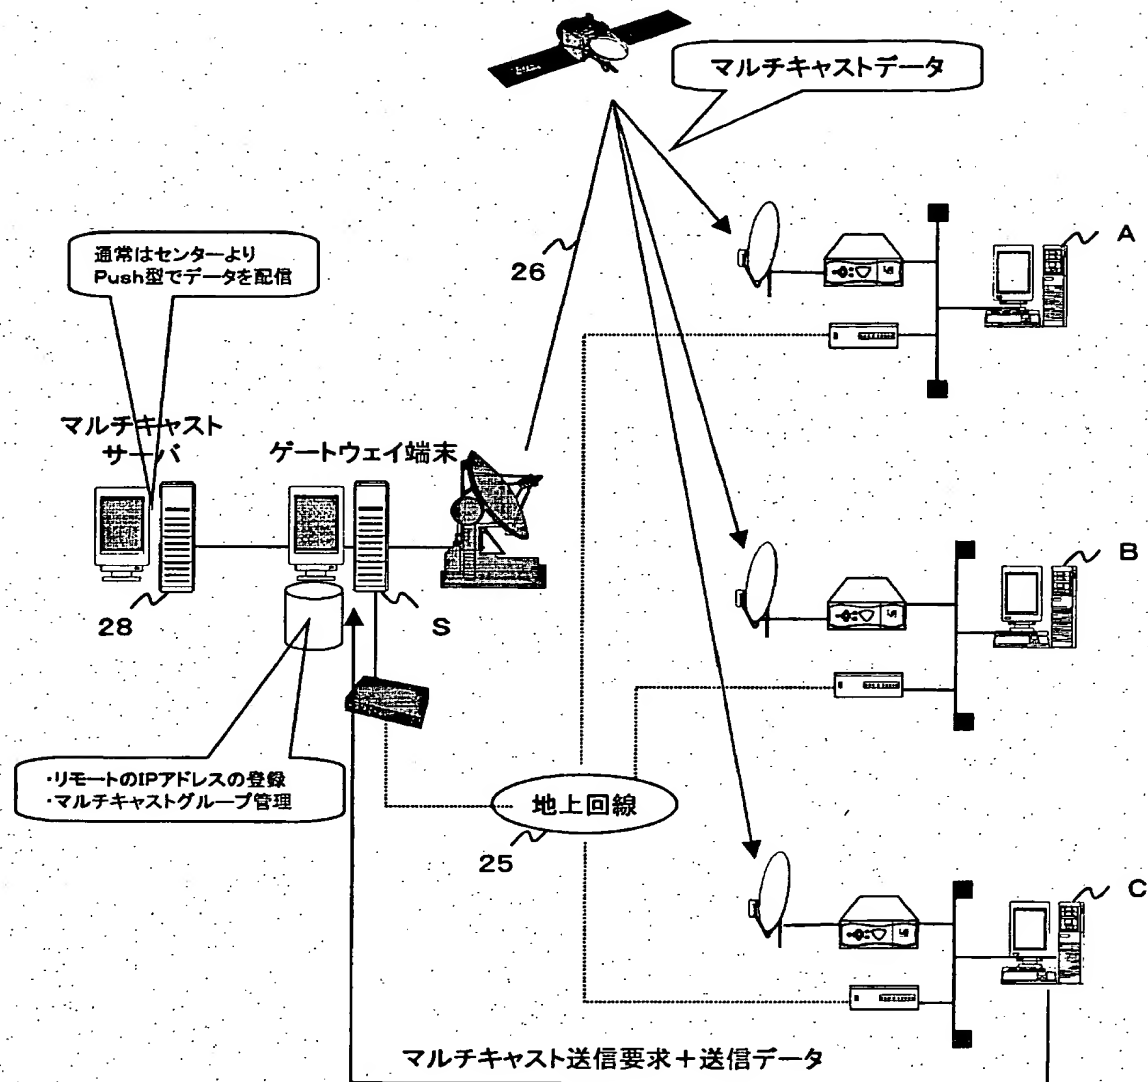 マルチキャストデータ
A
26
通常はセンターより
Push型でデータを配信
マルチキャスト
サーバ
ゲートウェイ端末
B
28
S
・リモートのIPアドレスの登録
・マルチキャストグループ管理
地上回線
25
C
マルチキャスト送信要求+送信データ